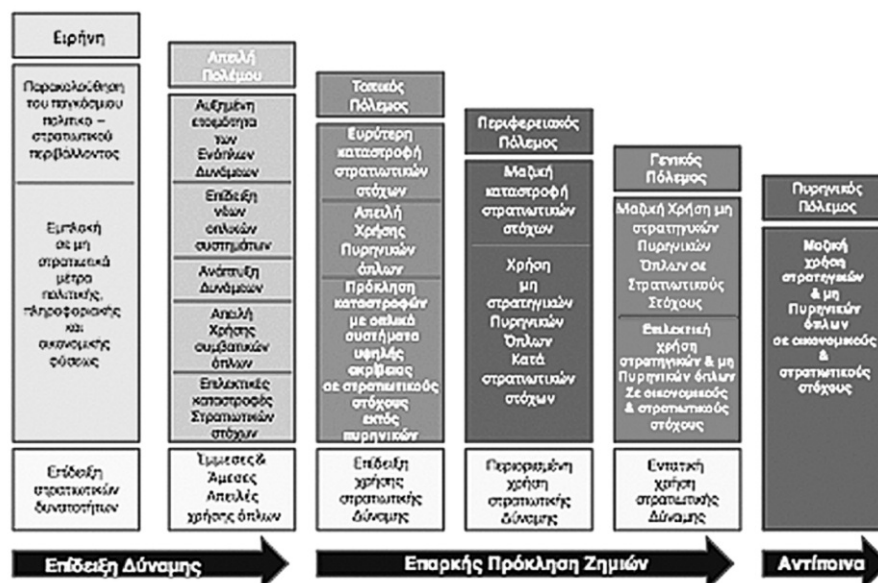 Ειρήνη
Παρακολούθηση
του παγκόσμιου
πολιτικο –
στρατιωτικού
περιβάλλοντος
Εμπλοκή
σε μη
στρατιωτικά
μέτρα
πολιτικής,
πληροφοριακής
και
οικονομικής
φύσεως
Επίδειξη
στρατιωτικών
δυνατοτήτων
Απειλή
Πολέμου
Αυξημένη
ετοιμότητα
των
Ενόπλων
Δυνάμεων
Επίδειξη
νέων
οπλικών
συστημάτων
Ανάπτυξη
Δυνάμεων
Απειλή
Χρήσης
συμβατικών
όπλων
Επιλεκτικές
καταστροφές
Στρατιωτικών
στόχων
Έμμεσες &
Άμεσες
Απειλές
χρήσης όπλων
Τοπικός
Πόλεμος
Ευρύτερη
καταστροφή
στρατιωτικών
στόχων
Απειλή
Χρήσης
Πυρηνικών
όπλων
Πρόκληση
καταστροφών
με οπλικά
συστήματα
υψηλής
ακρίβειας
σε στρατιωτικούς
στόχους
εκτός
πυρηνικών
Επίδειξη
χρήσης
στρατιωτικής
Δύναμης
Περιφερειακός
Πόλεμος
Μαζική
καταστροφή
στρατιωτικών
στόχων
Χρήση
μη
στρατηγικών
Πυρηνικών
Όπλων
Κατά
στρατιωτικών
στόχων
Περιορισμένη
χρήση
στρατιωτικής
Δύναμης
Γενικός
Πόλεμος
Μαζική Χρήση μη
στρατηγικών
Πυρηνικών
Όπλων σε
Στρατιωτικούς
Στόχους
Επιλεκτική
χρήση
στρατηγικών & μη
Πυρηνικών όπλων
Σε οικονομικούς
& στρατιωτικούς
στόχους
Εντατική
χρήση
στρατιωτικής
Δύναμης
Πυρηνικός
Πόλεμος
Μαζική
χρήση
στρατηγικών
& μη
Πυρηνικών
όπλων
σε οικονομικούς
&
στρατιωτικούς
στόχους
Επίδειξη Δύναμης
Επαρκής Πρόκληση Ζημιών
Αντίποινα